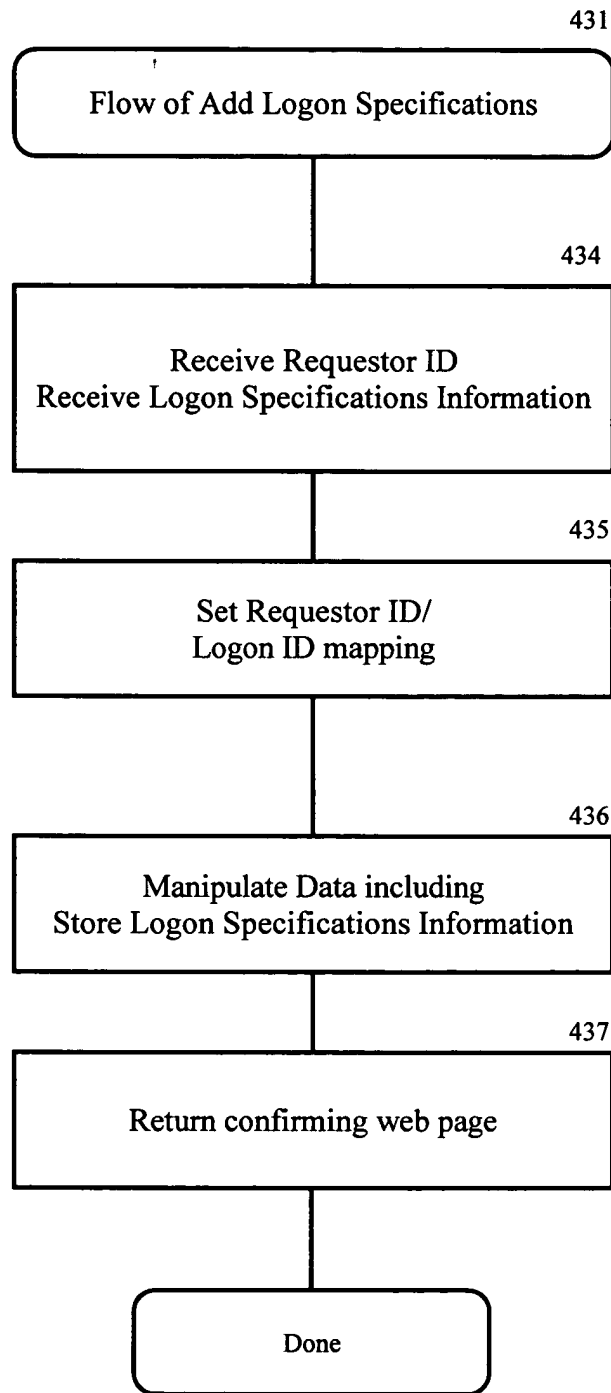 431
Flow of Add Logon Specifications
434
Receive Requestor ID
Receive Logon Specifications Information
435
Set Requestor ID/
Logon ID mapping
436
Manipulate Data including
Store Logon Specifications Information
437
Return confirming web page
Done